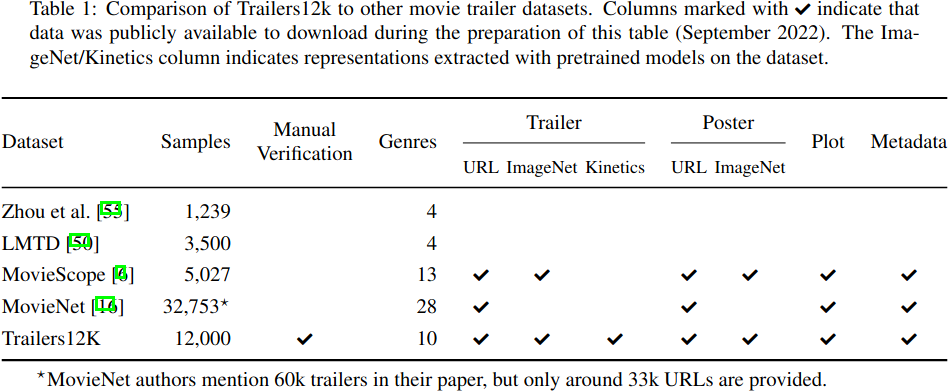 Table 1: Comparison of Trailers12k to other movie trailer datasets. Columns marked with ✔ indicate that
data was publicly available to download during the preparation of this table (September 2022). The Ima-
geNet/Kinetics column indicates representations extracted with pretrained models on the dataset.
Dataset Samples Manual Verification Genres Trailer Poster Plot Metadata
URL ImageNet Kinetics URL ImageNet
Zhou et al. [55] 1,239 4
LMTD [50] 3,500 4
MovieScope [6] 5,027 13 ✔ ✔ ✔ ✔ ✔ ✔
MovieNet [16] 32,753* 28 ✔ ✔ ✔ ✔
Trailers12K 12,000 ✔ 10 ✔ ✔ ✔ ✔ ✔ ✔ ✔
*MovieNet authors mention 60k trailers in their paper, but only around 33k URLs are provided.